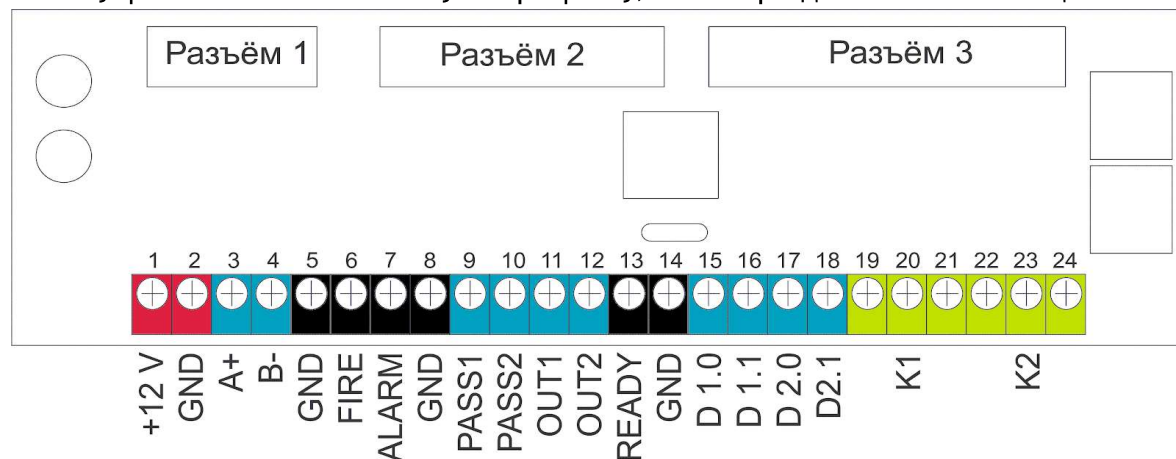 Разъём 1 Разъём 2 Разъём 3
1 2 3 4 5 6 7 8 9 10 11 12 13 14 15 16 17 18 19 20 21 22 23 24
+12 V
GND
A+
B-
GND
FIRE
ALARM
GND
PASS1
PASS2
OUT1
OUT2
READY
GND
D 1.0
D 1.1
D 2.0
D2.1
K1
K2